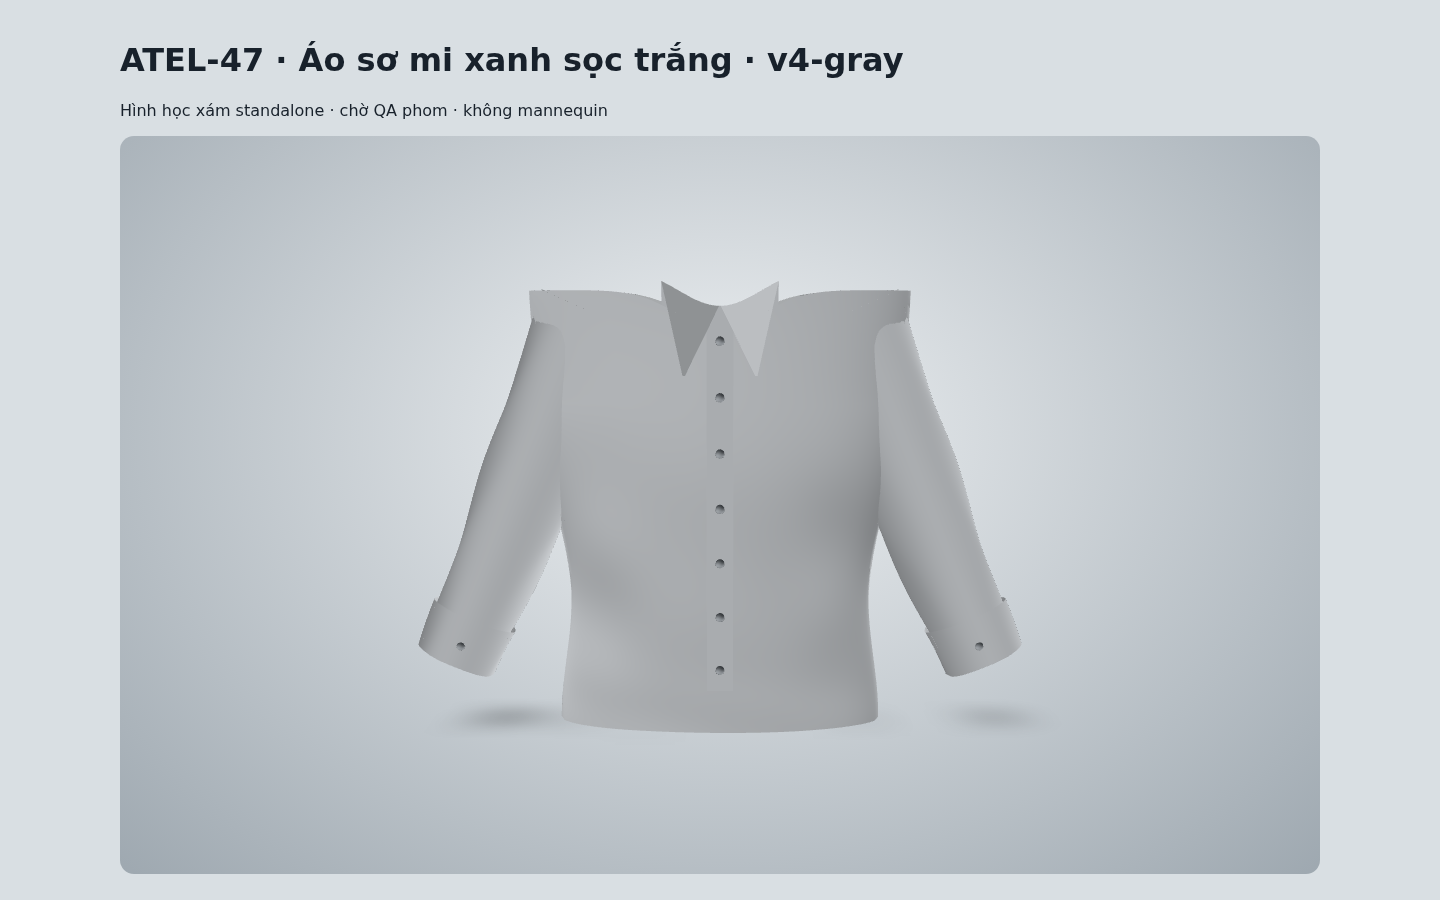 ATEL-47 · Áo sơ mi xanh sọc trắng · v4-gray
Hình học xám standalone · chờ QA phom · không mannequin